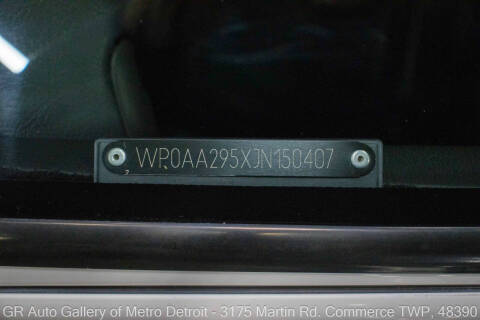 WP0AA295XJN150407
GR Auto Gallery of Metro Detroit - 3175 Martin Rd. Commerce TWP, 48390